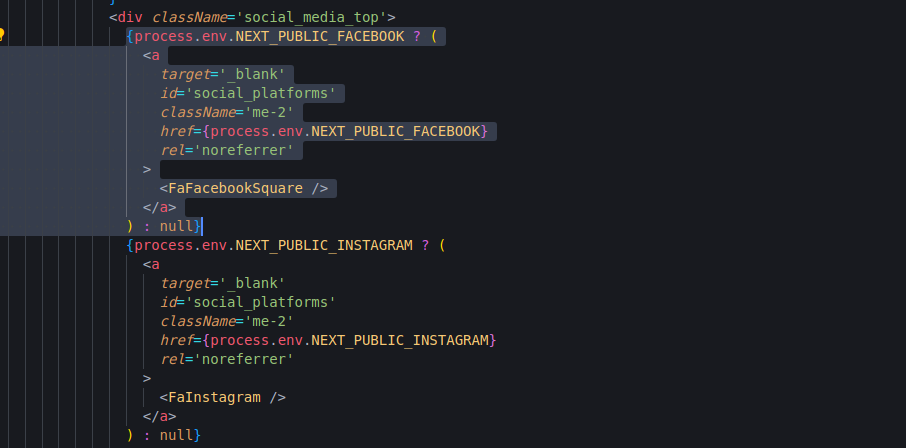 }
<div className='social_media_top'>
{process.env.NEXT_PUBLIC_FACEBOOK ? (
<a
target='_blank'
id='social_platforms'
className='me-2'
href={process.env.NEXT_PUBLIC_FACEBOOK}
rel='noreferrer'
>
<FaFacebookSquare />
</a>
) : null}
{process.env.NEXT_PUBLIC_INSTAGRAM ? (
<a
target='_blank'
id='social_platforms'
className='me-2'
href={process.env.NEXT_PUBLIC_INSTAGRAM}
rel='noreferrer'
>
<FaInstagram />
</a>
) : null}